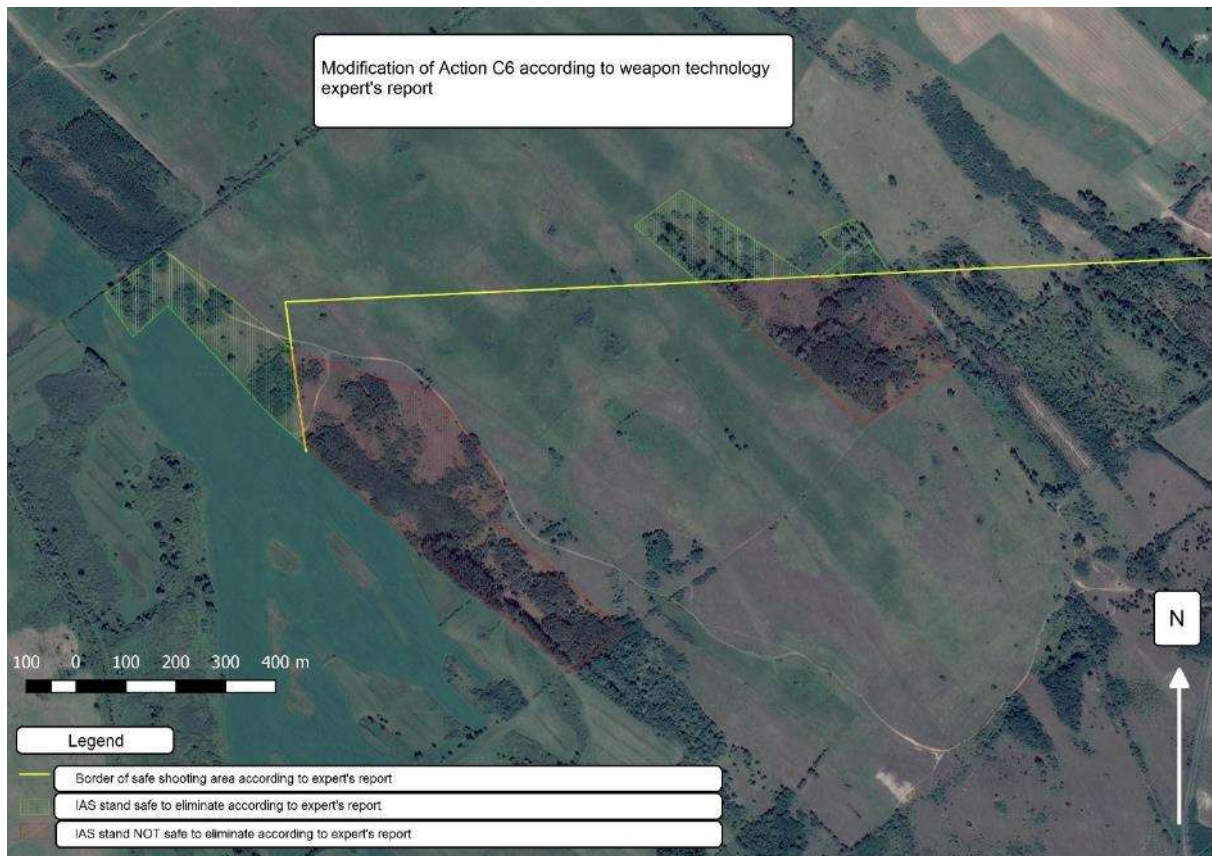 Modification of Action C6 according to weapon technology
expert's report
N
100 0 100 200 300 400 m
Legend
Border of safe shooting area according to expert's report
IAS stand safe to eliminate according to expert's report
IAS stand NOT safe to eliminate according to expert's report